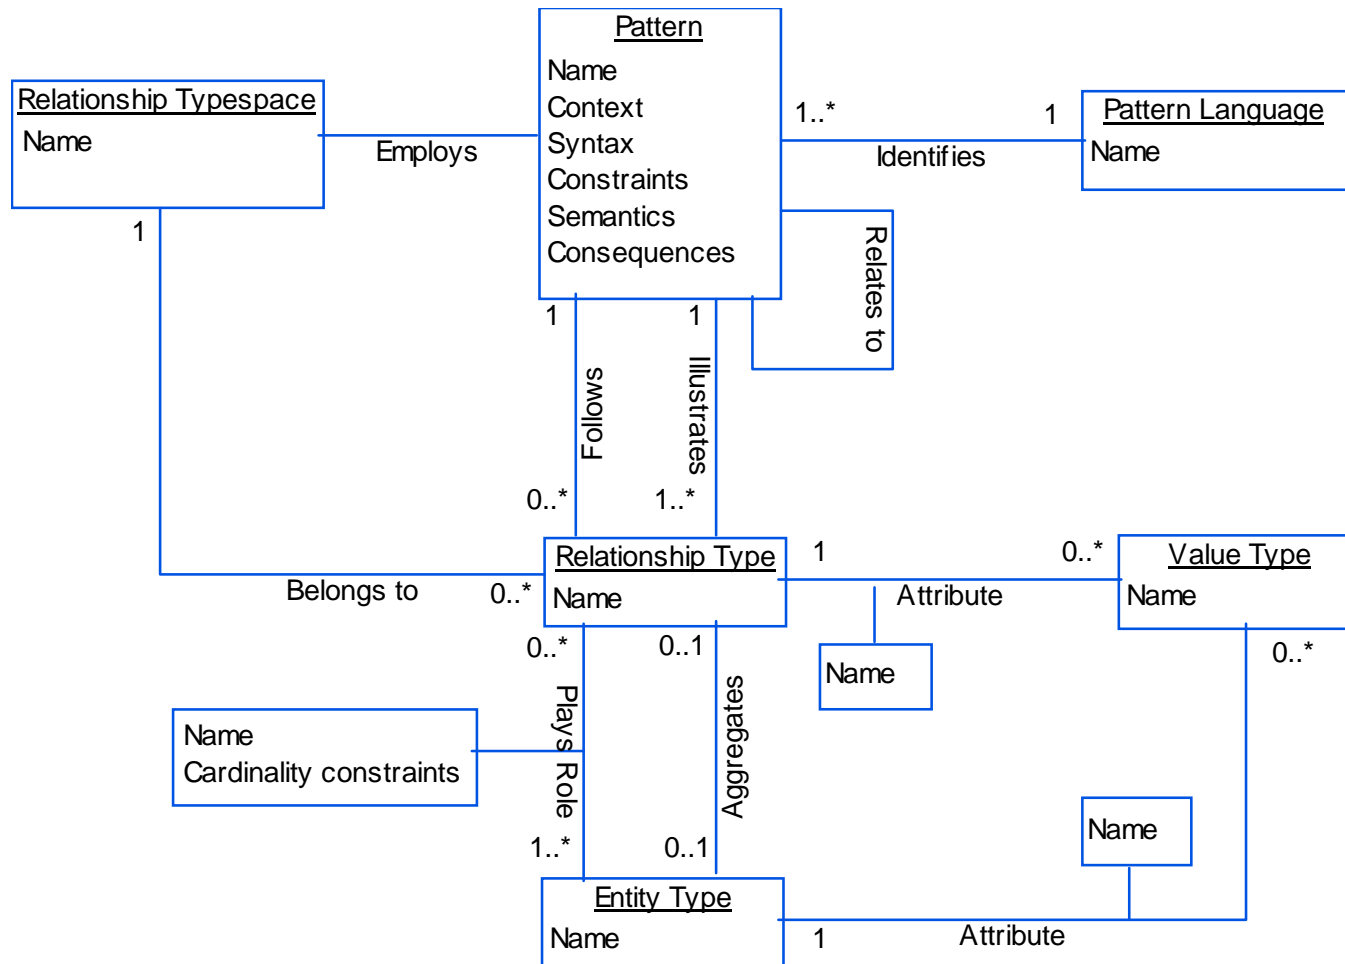 Pattern
Name
Context
Syntax
Constraints
Semantics
Consequences
Relationship Typespace
Name
Employs
1..*
1
Identifies
Pattern Language
Name
Relates to
1
1
1
Follows
Illustrates
0..*
1..*
Belongs to
0..*
Relationship Type
Name
1
0..*
Attribute
Value Type
Name
0..*
Name
0..*
0..1
Plays Role
Aggregates
Name
Cardinality constraints
1..*
0..1
Name
Entity Type
Name
1
Attribute